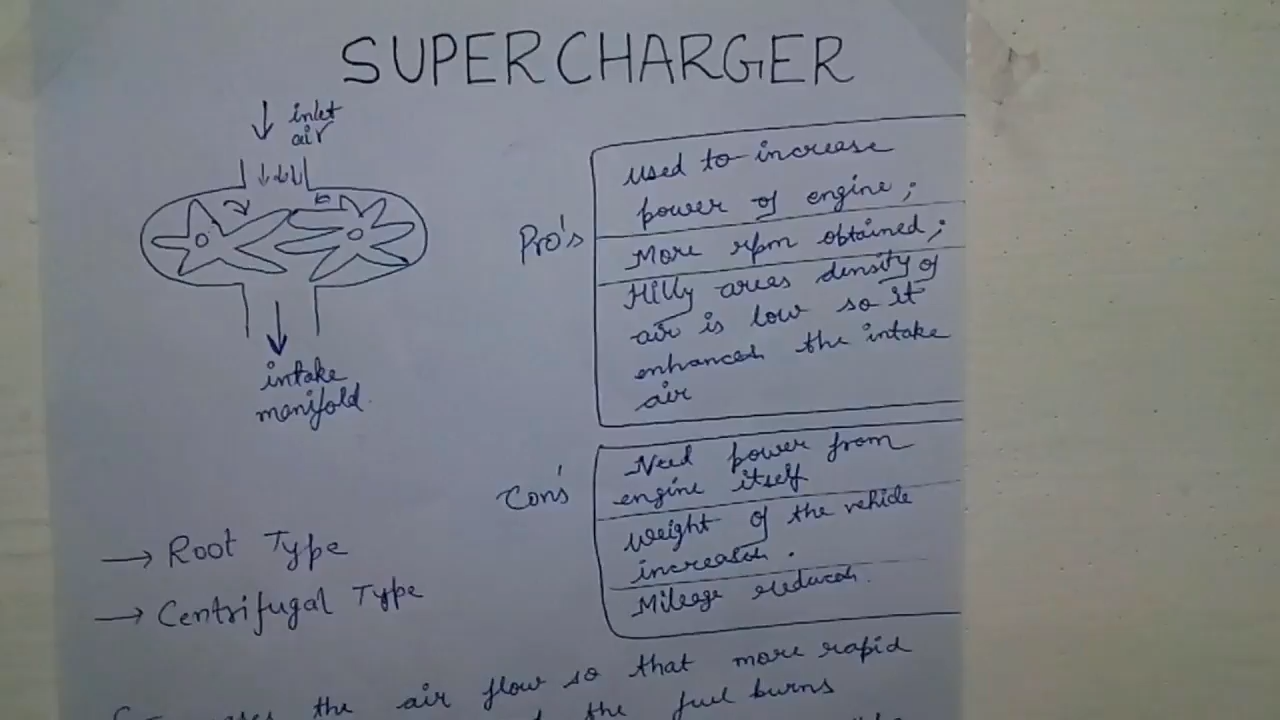 SUPERCHARGER
inlet
air
intake
manifold.
→ Root Type
→ Centrifugal Type
Pro's
used to increase
power of engine;
More rpm obtained;
Hilly areas density of
air is low so it
enhances the intake
air
Con's
Need power from
engine itself
weight of the vehicle
increases.
Mileage reduces.
the air flow so that more rapid
the fuel burns